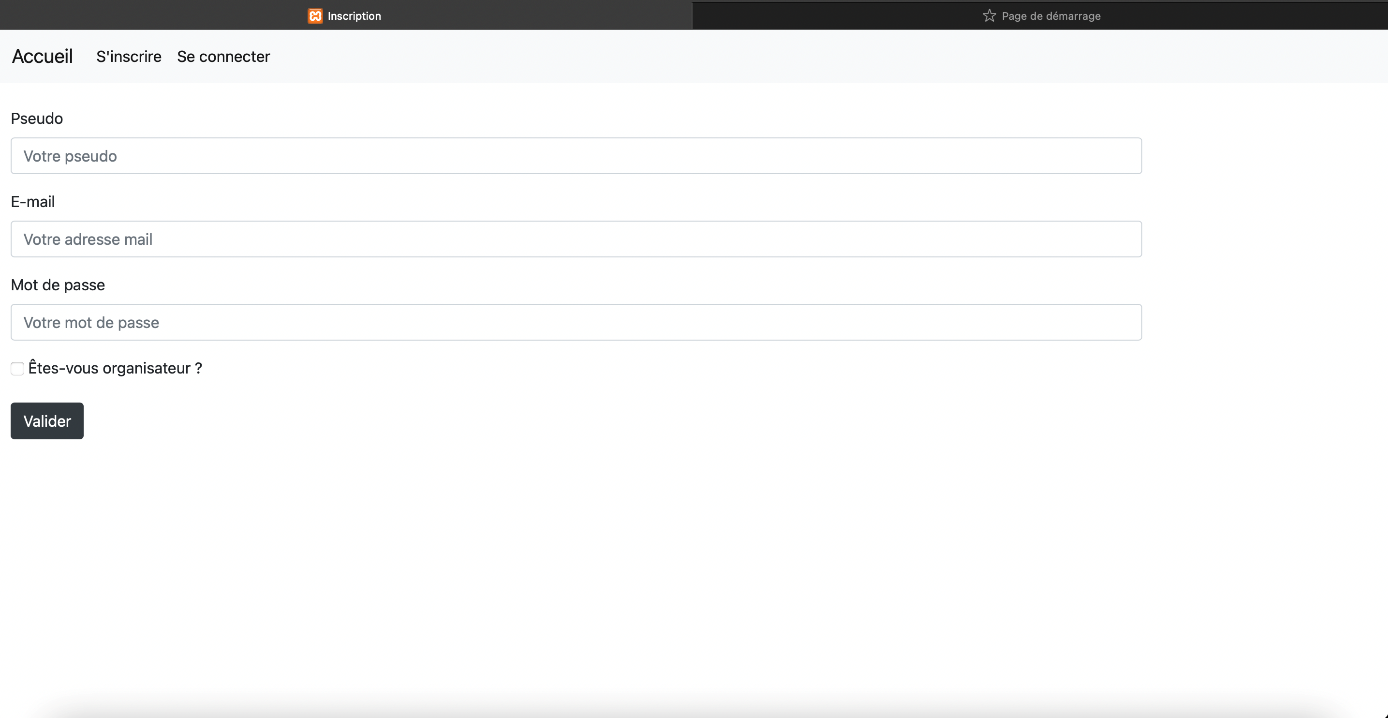 Inscription
Page de démarrage
Accueil S'inscrire Se connecter
Pseudo
Votre pseudo
E-mail
Votre adresse mail
Mot de passe
Votre mot de passe
Êtes-vous organisateur ?
Valider